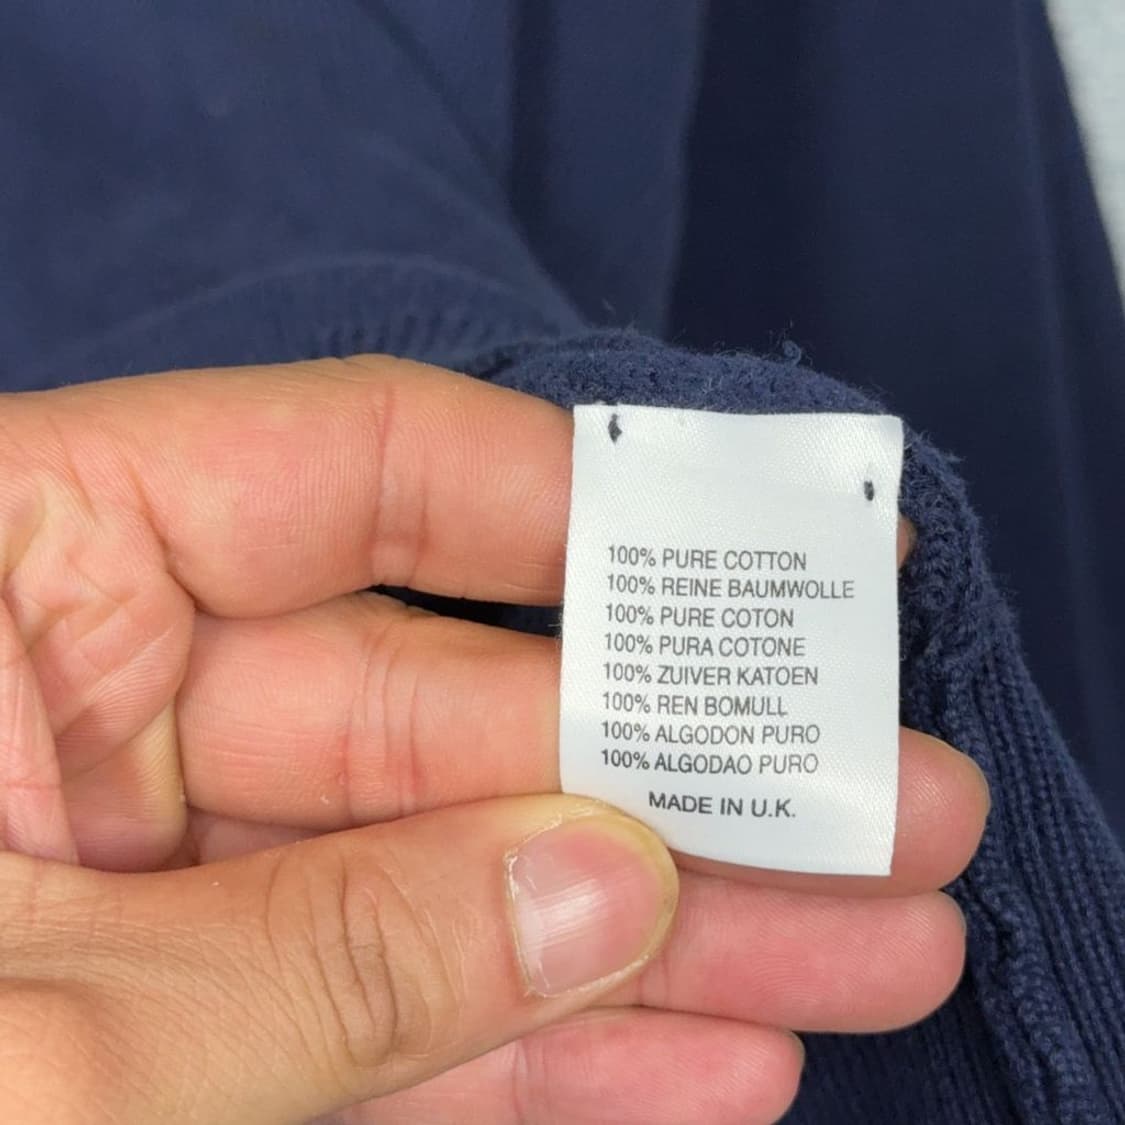 100% PURE COTTON
100% REINE BAUMWOLLE
100% PURE COTON
100% PURA COTONE
100% ZUIVER KATOEN
100% REN BOMULL
100% ALGODON PURO
100% ALGODAO PURO
MADE IN U.K.